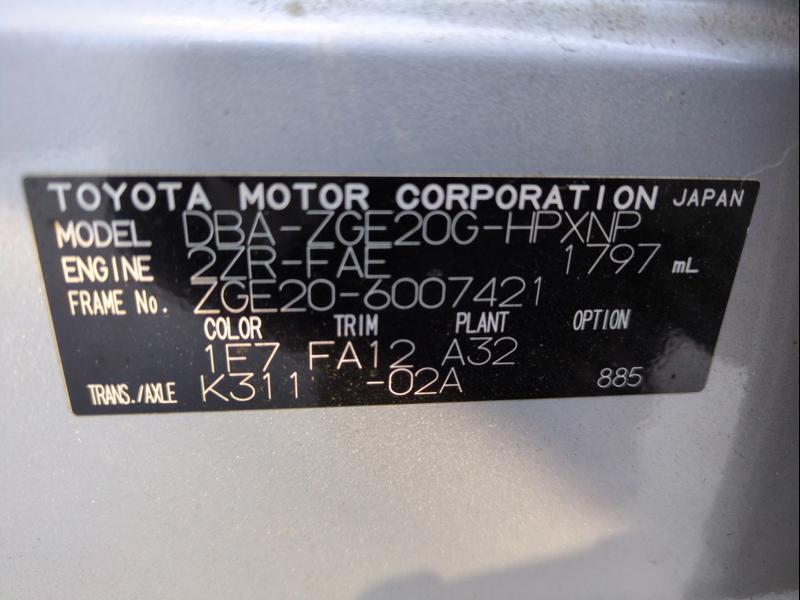 TOYOTA MOTOR CORPORATION JAPAN
MODEL DBA-ZGE20G-HPXNP
ENGINE 2ZR-FAE 1797 mL
FRAME No. ZGE20-6007421
COLOR TRIM PLANT OPTION
1E7 FA12 A32
TRANS./AXLE K311 -02A 885